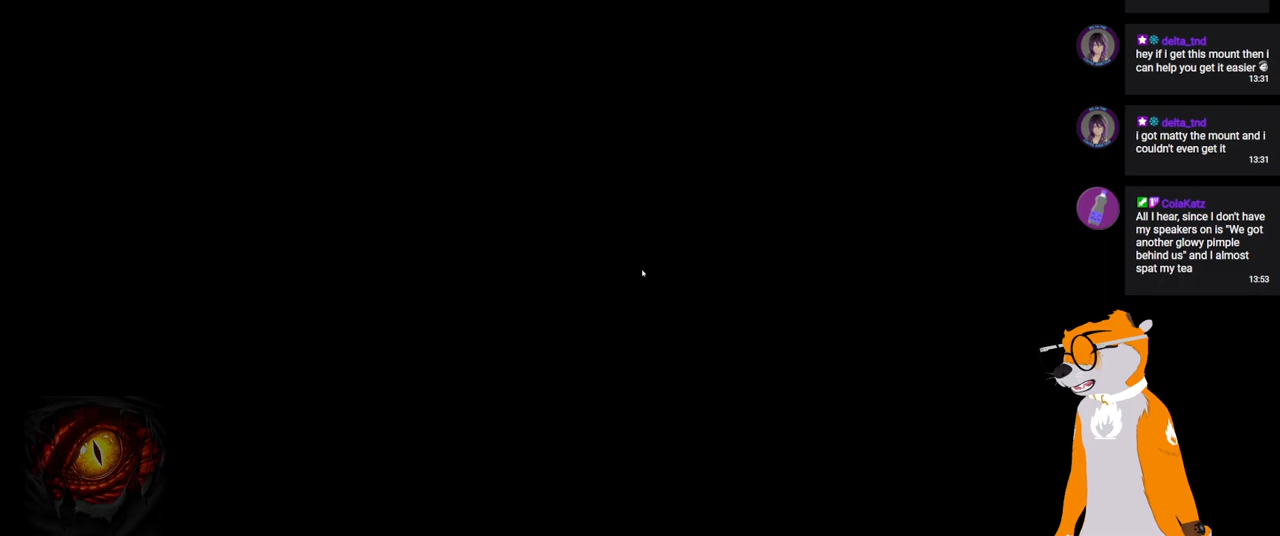 delta_tnd
hey if i get this mount then i
can help you get it easier
13:31
delta_tnd
i got matty the mount and i
couldn't even get it
13:31
ColaKatz
All I hear, since I don't have
my speakers on is "We got
another glowy pimple
behind us" and I almost
spat my tea
13:53